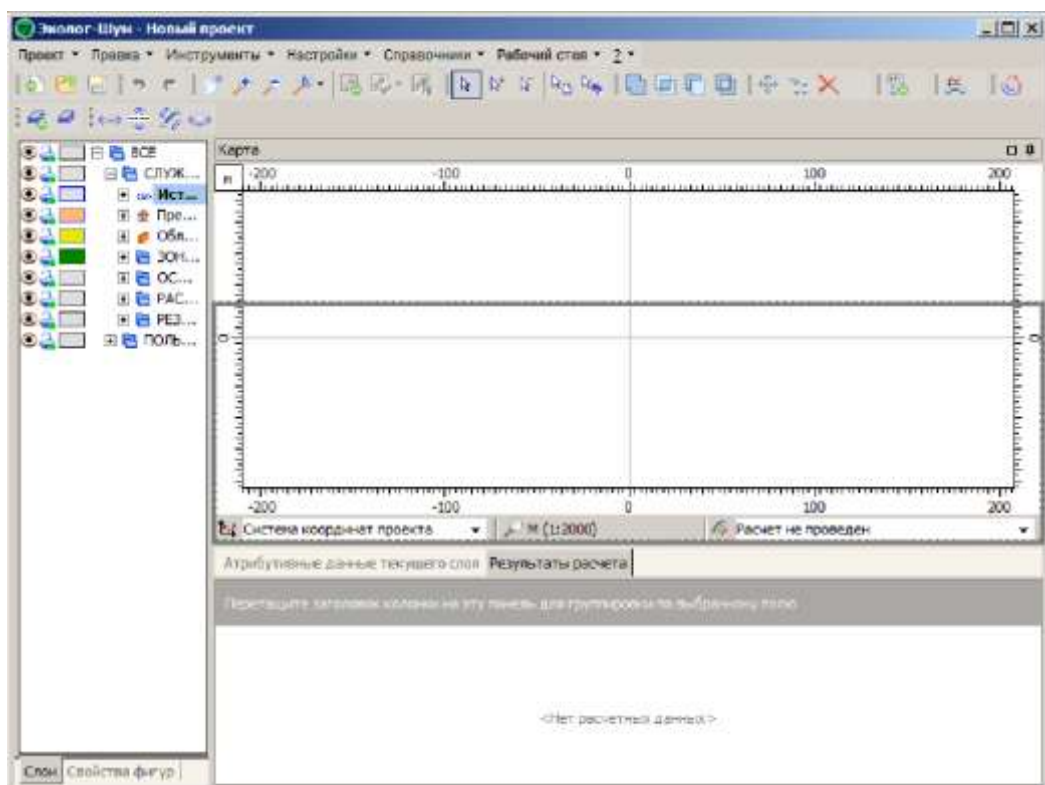 Эколог-Шум - Новый проект
Проект Правка Инструменты Настройки Справочники Рабочий стол ?
ВСЕ
СЛУЖ...
Ист...
Пре...
Обл...
ЗОН...
ОС...
РАС...
РЕЗ...
ПОЛЬ...
Карта
м -200 -100 0 100 200
0 0
-200 -100 0 100 200
Система координат проекта М (1:2000) Расчет не проведен
Атрибутивные данные текущего слоя Результаты расчета
Перетащите заголовок колонки на эту панель для группировки по выбранному полю
<Нет расчетных данных>
Слои Свойства фигур